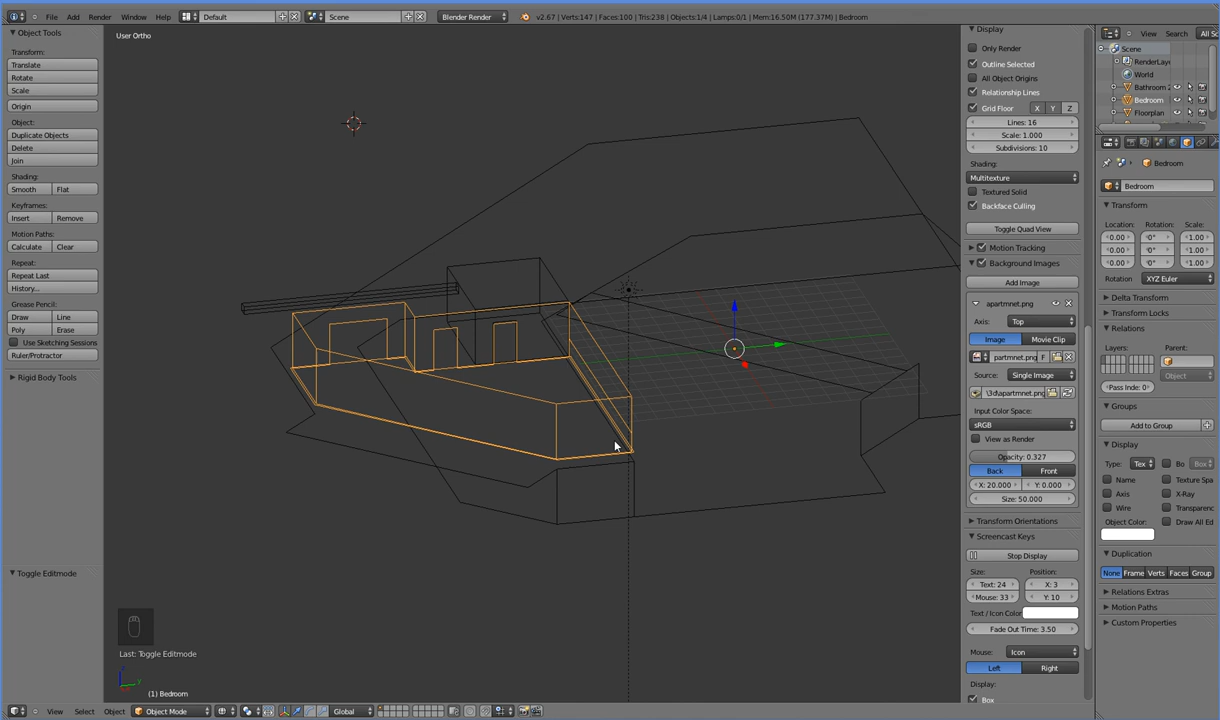 File Add Render Window Help Default Scene Blender Render v2.67 | Verts:147 | Faces:100 | Tris:238 | Objects:1/4 | Lamps:0/1 | Mem:16.50M (177.37M) | Bedroom
Object Tools
Transform:
Translate
Rotate
Scale
Origin
Object:
Duplicate Objects
Delete
Join
Shading:
Smooth Flat
Keyframes:
Insert Remove
Motion Paths:
Calculate Clear
Repeat:
Repeat Last
History...
Grease Pencil:
Draw Line
Poly Erase
Use Sketching Sessions
Ruler/Protractor
Rigid Body Tools
Toggle Editmode
User Ortho
Last: Toggle Editmode
(1) Bedroom
View Select Object Object Mode Global
Display
Only Render
Outline Selected
All Object Origins
Relationship Lines
Grid Floor X Y Z
Lines: 16
Scale: 1.000
Subdivisions: 10
Shading:
Multitexture
Textured Solid
Backface Culling
Toggle Quad View
Motion Tracking
Background Images
Add Image
apartmnet.png
Axis: Top
Image Movie Clip
partmnet.png F
Source: Single Image
\3d\apartmnet.png
Input Color Space:
sRGB
View as Render
Opacity: 0.327
Back Front
X: 20.000 Y: 0.000
Size: 50.000
Transform Orientations
Screencast Keys
Stop Display
Size: Position:
Text: 24 X: 3
Mouse: 33 Y: 10
Text / Icon Color
Fade Out Time: 3.50
Mouse: Icon
Left Right
Display:
Box
View Search All Sc
Scene
RenderLaye
World
Bathroom 2
Bedroom
Floorplan
Bedroom
Bedroom
Transform
Location: Rotation: Scale:
0.00 0° 1.00
0.00 0° 1.00
0.00 0° 1.00
Rotation XYZ Euler
Delta Transform
Transform Locks
Relations
Layers: Parent:
Object
Pass Inde: 0
Groups
Add to Group
Display
Type: Tex Bo Box
Name Texture Spa
Axis X-Ray
Wire Transparenc
Object Color: Draw All Ed
Duplication
None Frame Verts Faces Group
Relations Extras
Motion Paths
Custom Properties